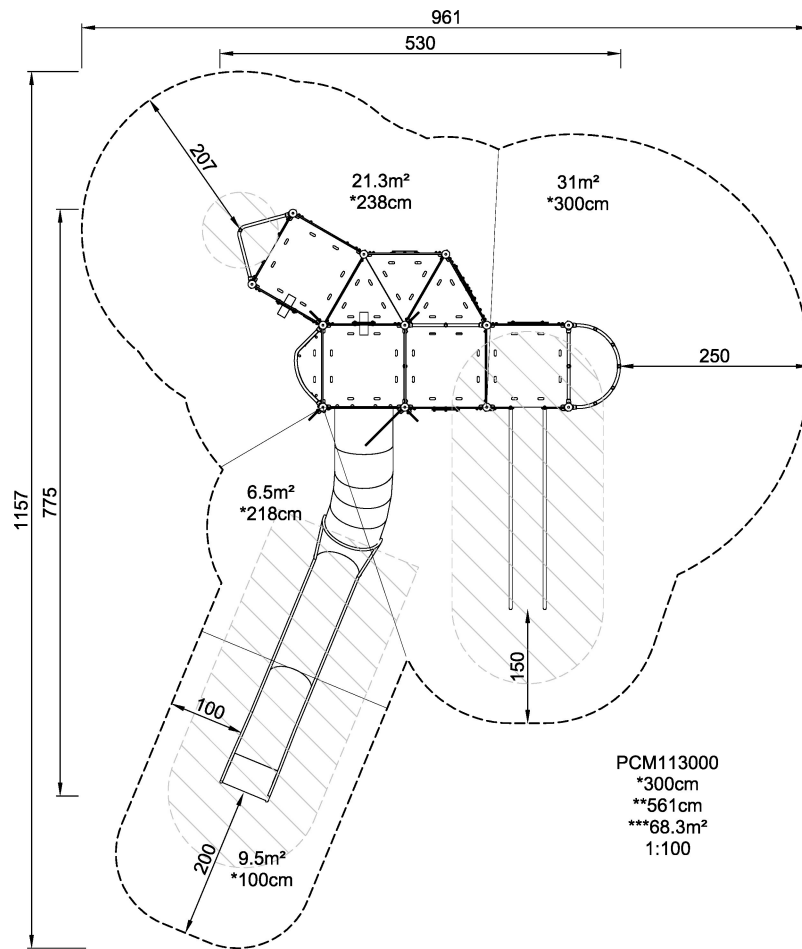 961
530
207
21.3m²
*238cm
31m²
*300cm
250
1157
775
6.5m²
*218cm
150
100
PCM113000
*300cm
**561cm
***68.3m²
1:100
200
9.5m²
*100cm